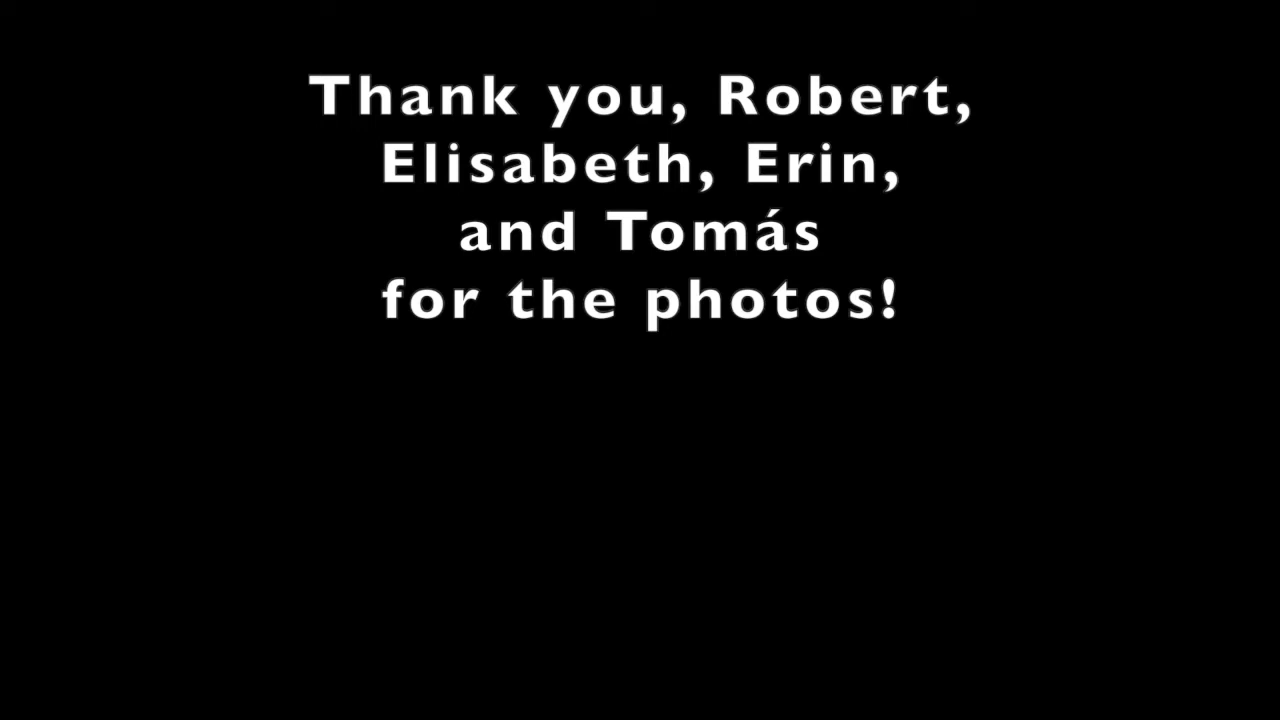 Thank you, Robert,
Elisabeth, Erin,
and Tomás
for the photos!